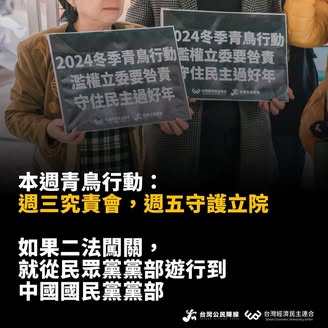 2024冬季青鳥行動
濫權立委要咎責
守住民主過好年
2024冬季青鳥行動
濫權立委要咎責
守住民主過好年
本週青鳥行動：
週三究責會，週五守護立院
如果二法闖關，
就從民眾黨黨部遊行到
中國國民黨黨部
台灣公民陣線
台灣經濟民主連合